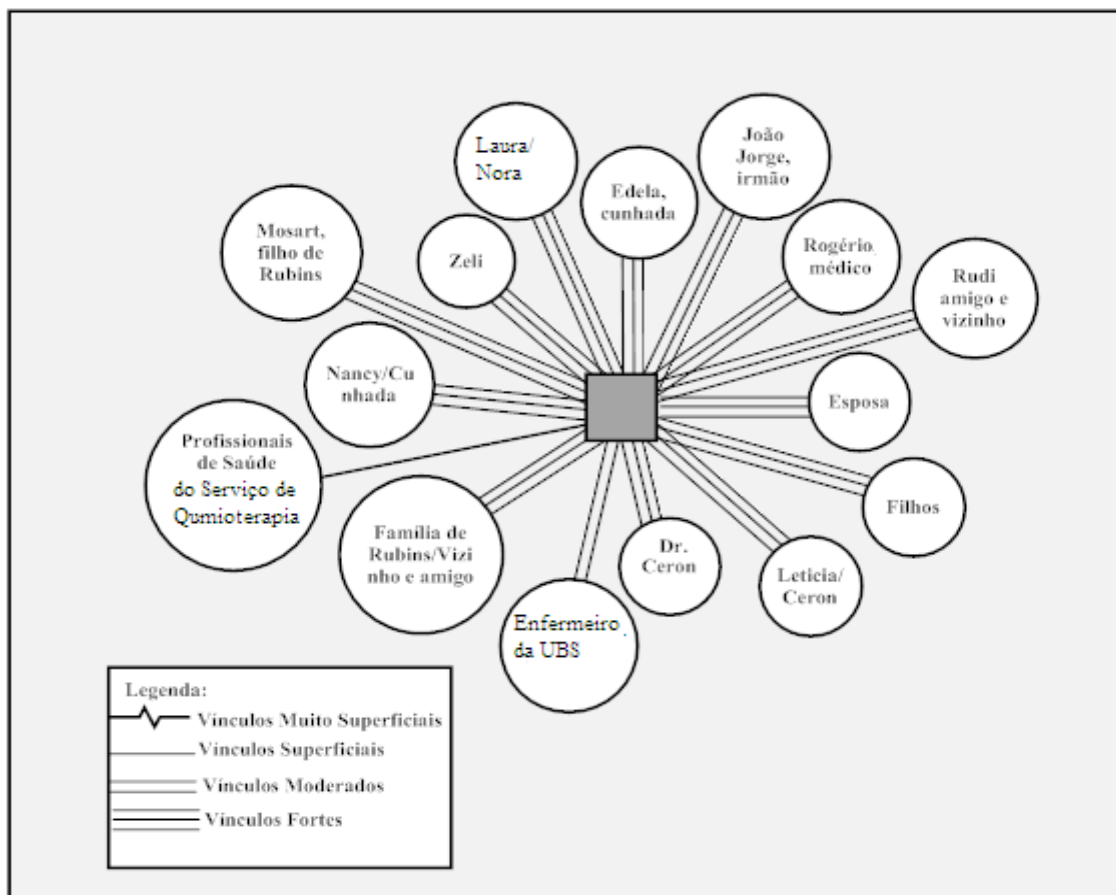 Laura/
Nora
Edela,
cunhada
João
Jorge,
irmão
Mosart,
filho de
Rubins
Zeli
Rogério
médico
Rudi
amigo e
vizinho
Nancy/Cu
nhada
Esposa
Profissionais
de Saúde
do Serviço de
Qumioterapia
Família de
Rubins/Vizi
nho e amigo
Enfermeiro
da UBS
Dr.
Ceron
Leticia/
Ceron
Filhos
Legenda:
Vínculos Muito Superficiais
Vínculos Superficiais
Vínculos Moderados
Vínculos Fortes